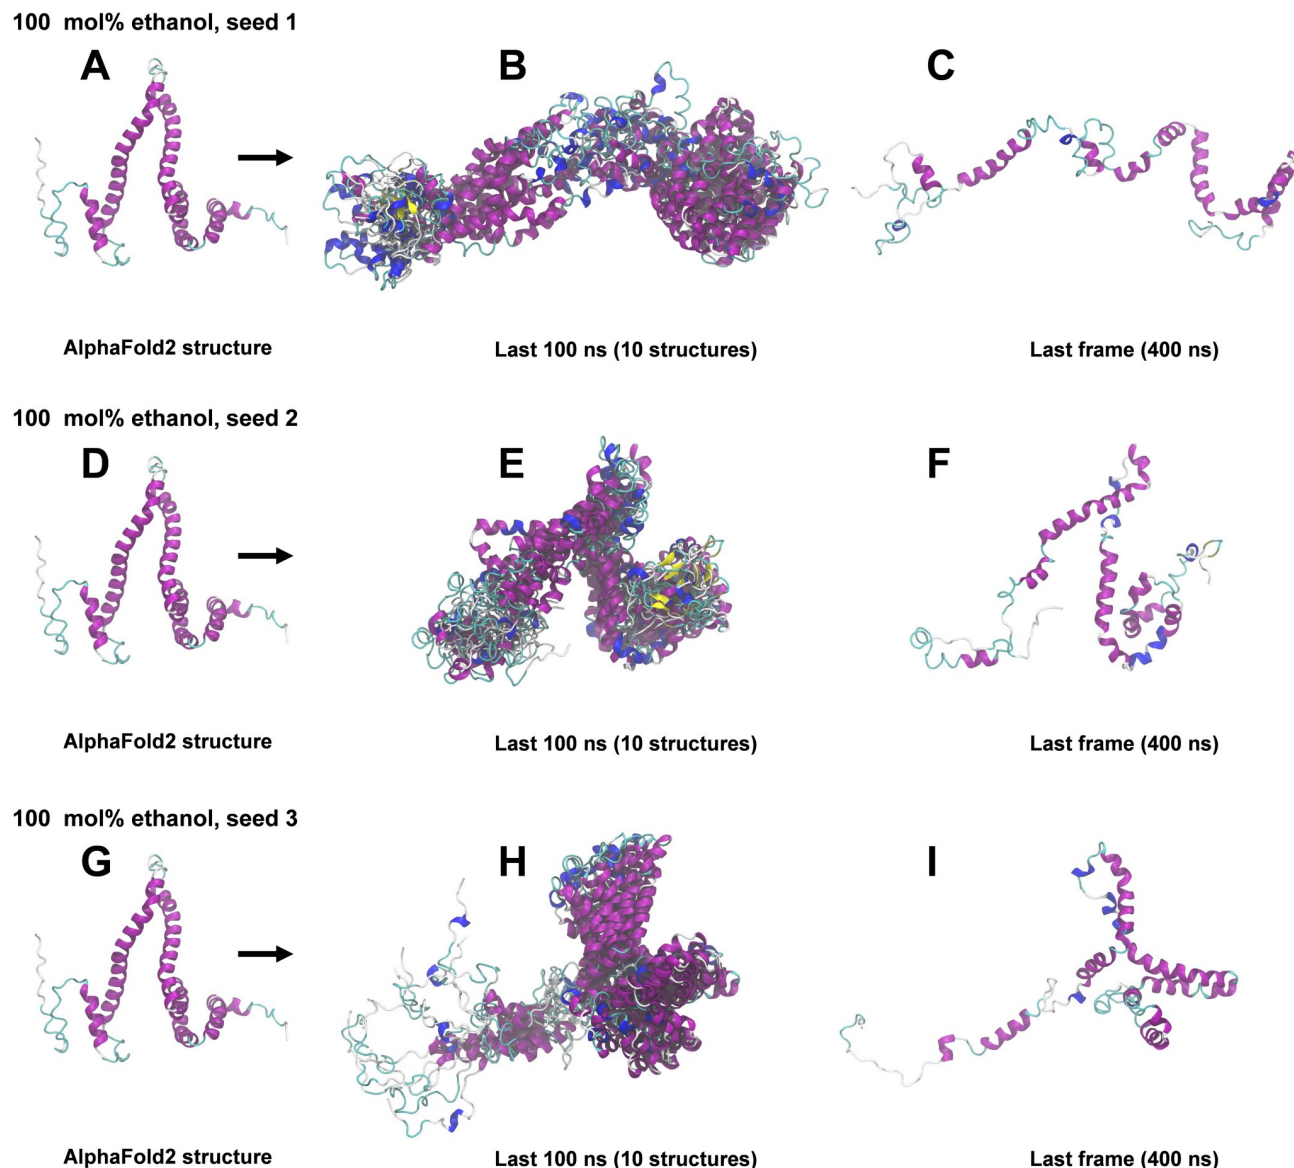 100 mol% ethanol, seed 1
A
B
C
AlphaFold2 structure
Last 100 ns (10 structures)
Last frame (400 ns)
100 mol% ethanol, seed 2
D
E
F
AlphaFold2 structure
Last 100 ns (10 structures)
Last frame (400 ns)
100 mol% ethanol, seed 3
G
H
I
AlphaFold2 structure
Last 100 ns (10 structures)
Last frame (400 ns)